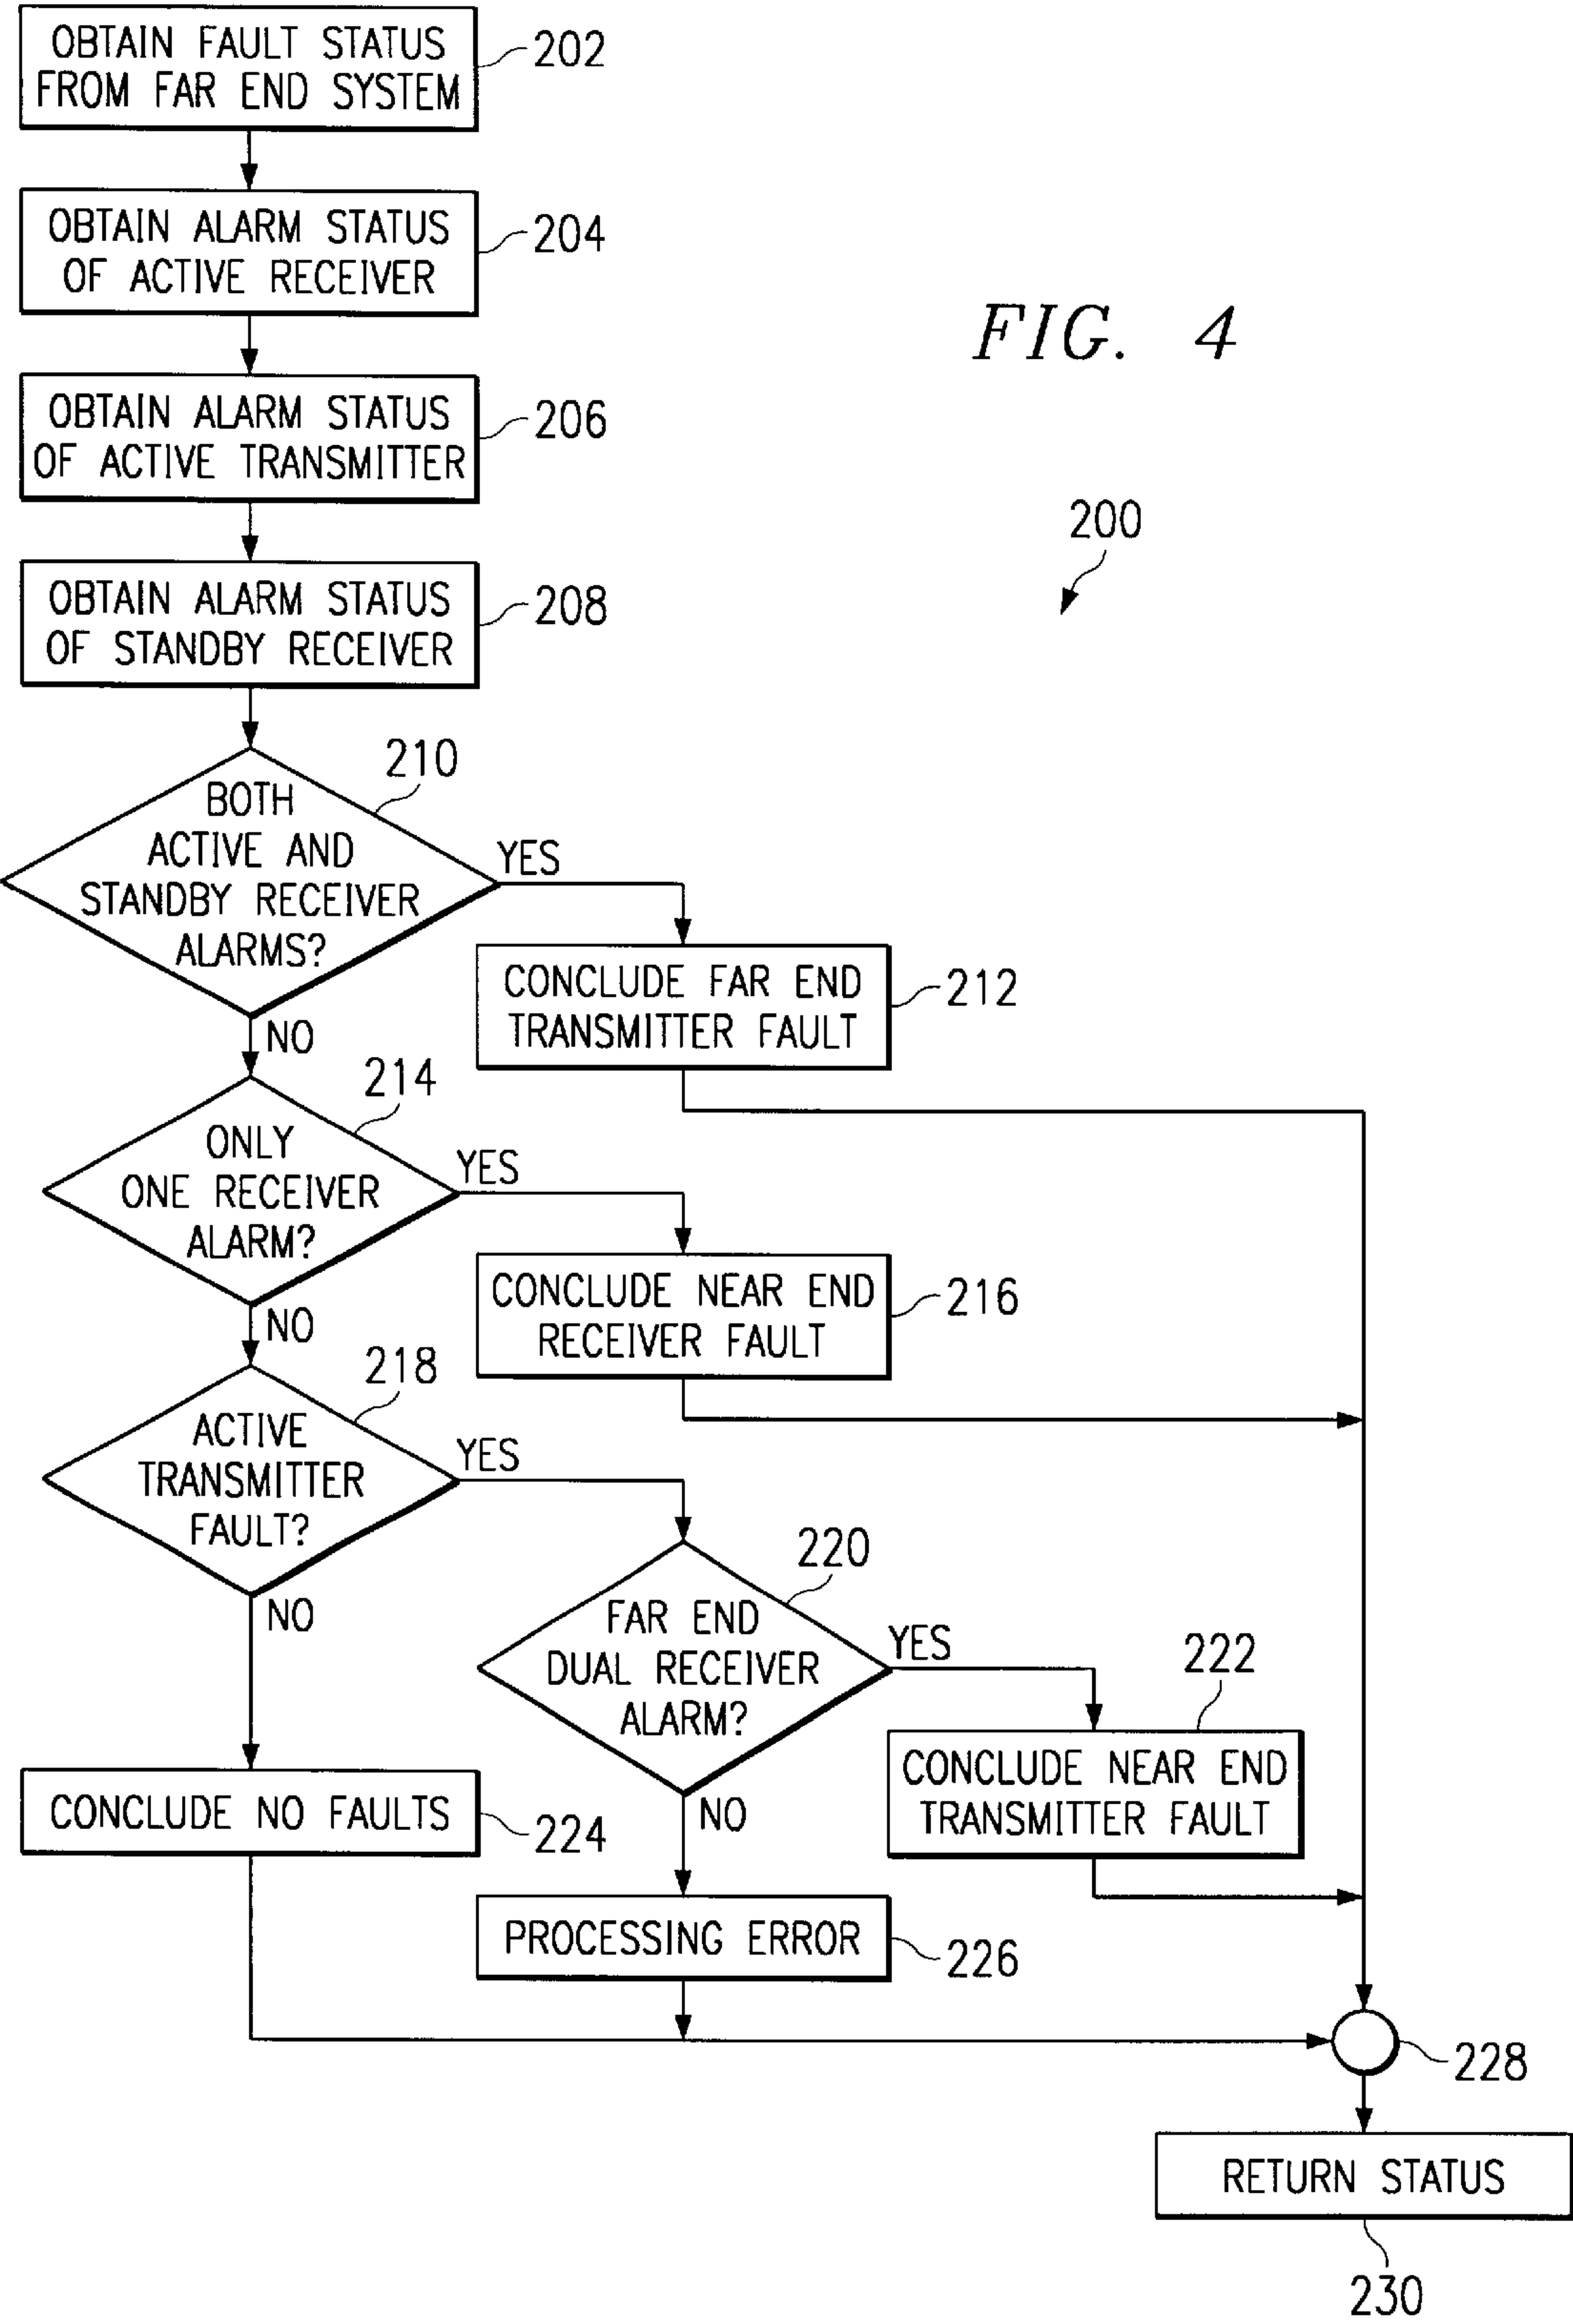 OBTAIN FAULT STATUS
FROM FAR END SYSTEM
202
OBTAIN ALARM STATUS
OF ACTIVE RECEIVER
204
FIG. 4
OBTAIN ALARM STATUS
OF ACTIVE TRANSMITTER
206
200
OBTAIN ALARM STATUS
OF STANDBY RECEIVER
208
210
BOTH
ACTIVE AND
STANDBY RECEIVER
ALARMS?
YES
NO
CONCLUDE FAR END
TRANSMITTER FAULT
212
214
ONLY
ONE RECEIVER
ALARM?
YES
NO
CONCLUDE NEAR END
RECEIVER FAULT
216
218
ACTIVE
TRANSMITTER
FAULT?
YES
NO
220
FAR END
DUAL RECEIVER
ALARM?
YES
NO
222
CONCLUDE NEAR END
TRANSMITTER FAULT
CONCLUDE NO FAULTS
224
PROCESSING ERROR
226
228
RETURN STATUS
230